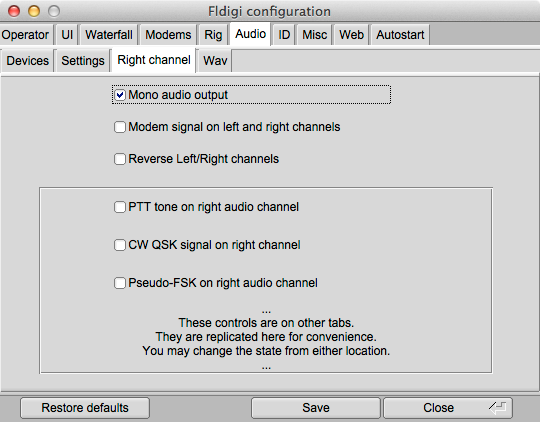 Fldigi configuration
Operator UI Waterfall Modems Rig Audio ID Misc Web Autostart
Devices Settings Right channel Wav
Mono audio output
Modem signal on left and right channels
Reverse Left/Right channels
PTT tone on right audio channel
CW QSK signal on right channel
Pseudo-FSK on right audio channel
...
These controls are on other tabs.
They are replicated here for convenience.
You may change the state from either location.
...
Restore defaults Save Close